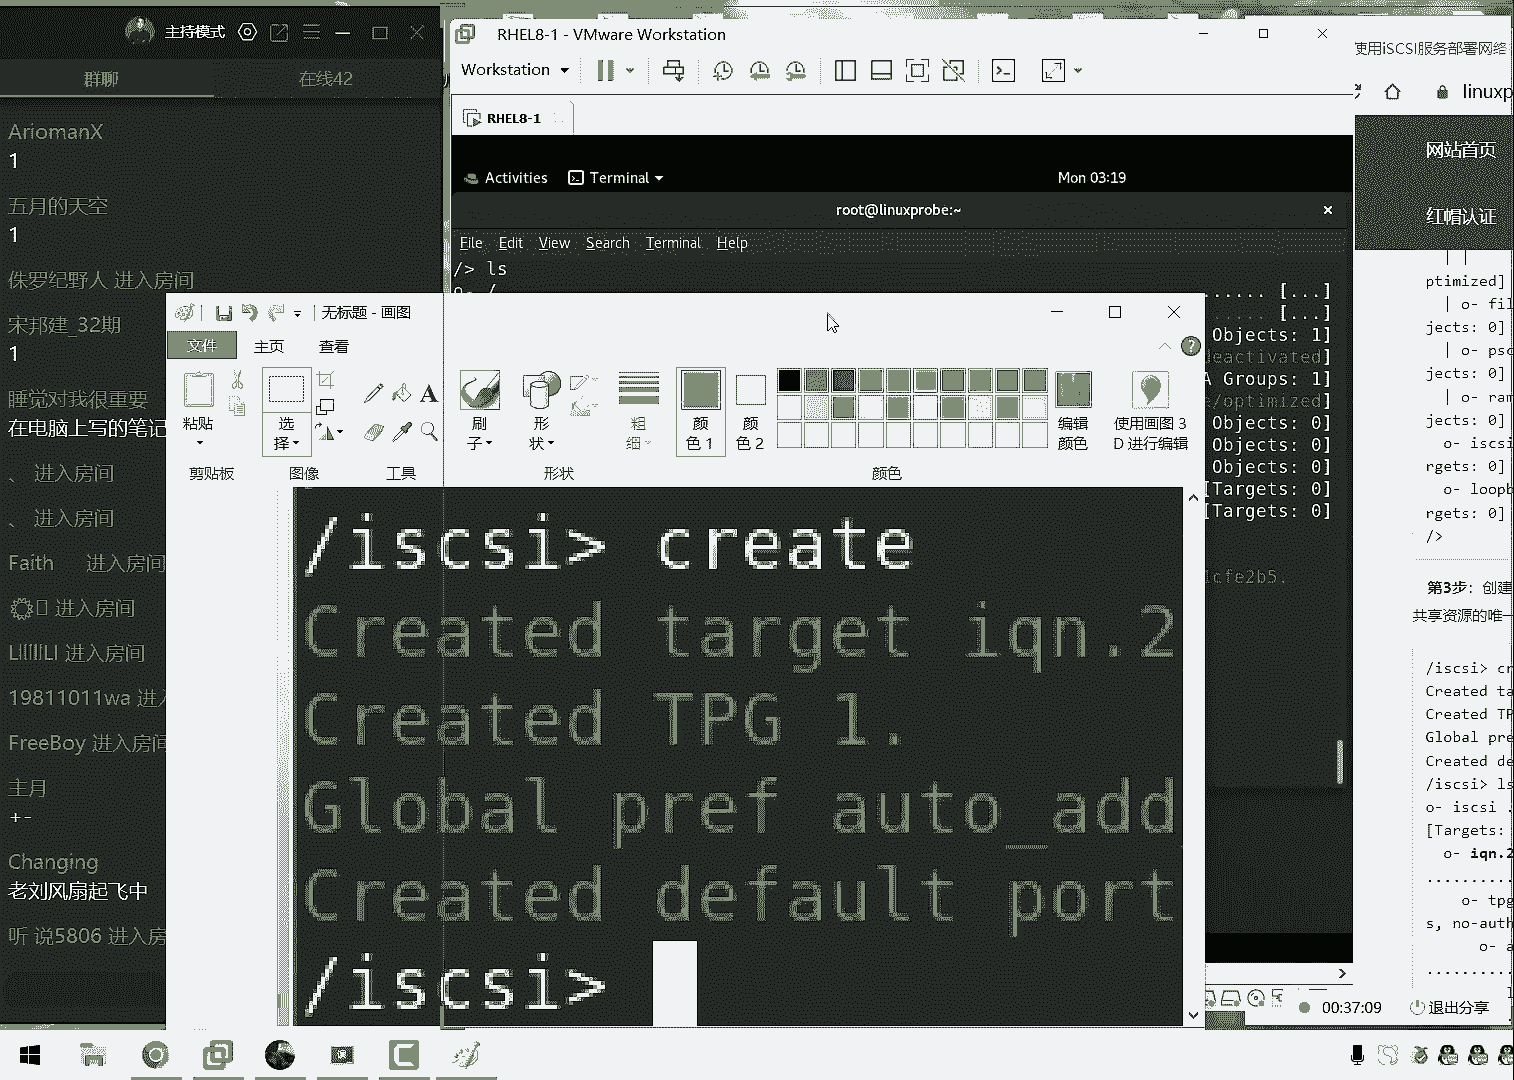 主持模式
群聊
在线42
AriomanX
1
五月的天空
1
侏罗纪野人 进入房间
宋邦建_32期
1
睡觉对我很重要
在电脑上写的笔记
、 进入房间
、 进入房间
Faith 进入房间
进入房间
19811011wa 进入
FreeBoy 进入房间
主月
+-
Changing
老刘风扇起飞中
听 说5806 进入房
RHEL8-1 - VMware Workstation
Workstation
RHEL8-1
Activities
Terminal
Mon 03:19
root@linuxprobe:~
File Edit View Search Terminal Help
/> ls
o- /
...... [...]
..... [...]
Objects: 1]
deactivated]
A Groups: 1]
e/optimized]
Objects: 0]
Objects: 0]
Objects: 0]
[Targets: 0]
[Targets: 0]
1cfe2b5.
无标题 - 画图
文件
主页
查看
粘贴
选择
刷子
形状
粗细
颜色 1
颜色 2
编辑颜色
使用画图 3
D 进行编辑
剪贴板
图像
工具
形状
颜色
/iscsi> create
Created target iqn.2
Created TPG 1.
Global pref auto_add
Created default port
/iscsi>
使用iSCSI服务部署网络
linuxp
网站首页
红帽认证
| |
ptimized]
| o- fil
jects: 0]
| o- psc
jects: 0]
| o- ram
jects: 0]
o- iscsi
rgets: 0]
o- loopb
rgets: 0]
/>
第3步：创建
共享资源的唯一
/iscsi> cr
Created ta
Created TP
Global pre
Created de
/iscsi> ls
o- iscsi .
[Targets:
o- iqn.2
..........
o- tpg
s, no-auth
o- a
..........
00:37:09
退出分享